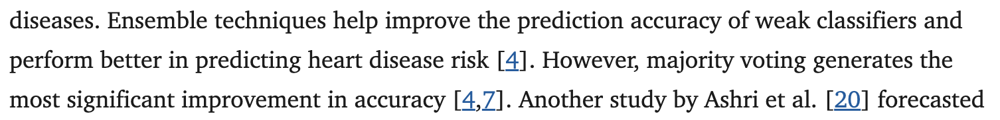 diseases. Ensemble techniques help improve the prediction accuracy of weak classifiers and
perform better in predicting heart disease risk [4]. However, majority voting generates the
most significant improvement in accuracy [4,7]. Another study by Ashri et al. [20] forecasted